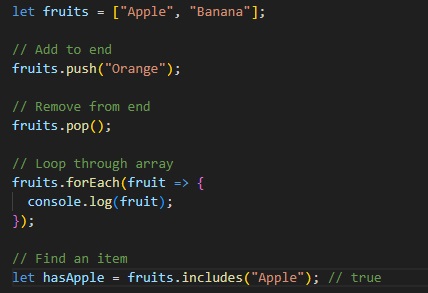 let fruits = ["Apple", "Banana"];
// Add to end
fruits.push("Orange");
// Remove from end
fruits.pop();
// Loop through array
fruits.forEach(fruit => {
  console.log(fruit);
});
// Find an item
let hasApple = fruits.includes("Apple"); // true